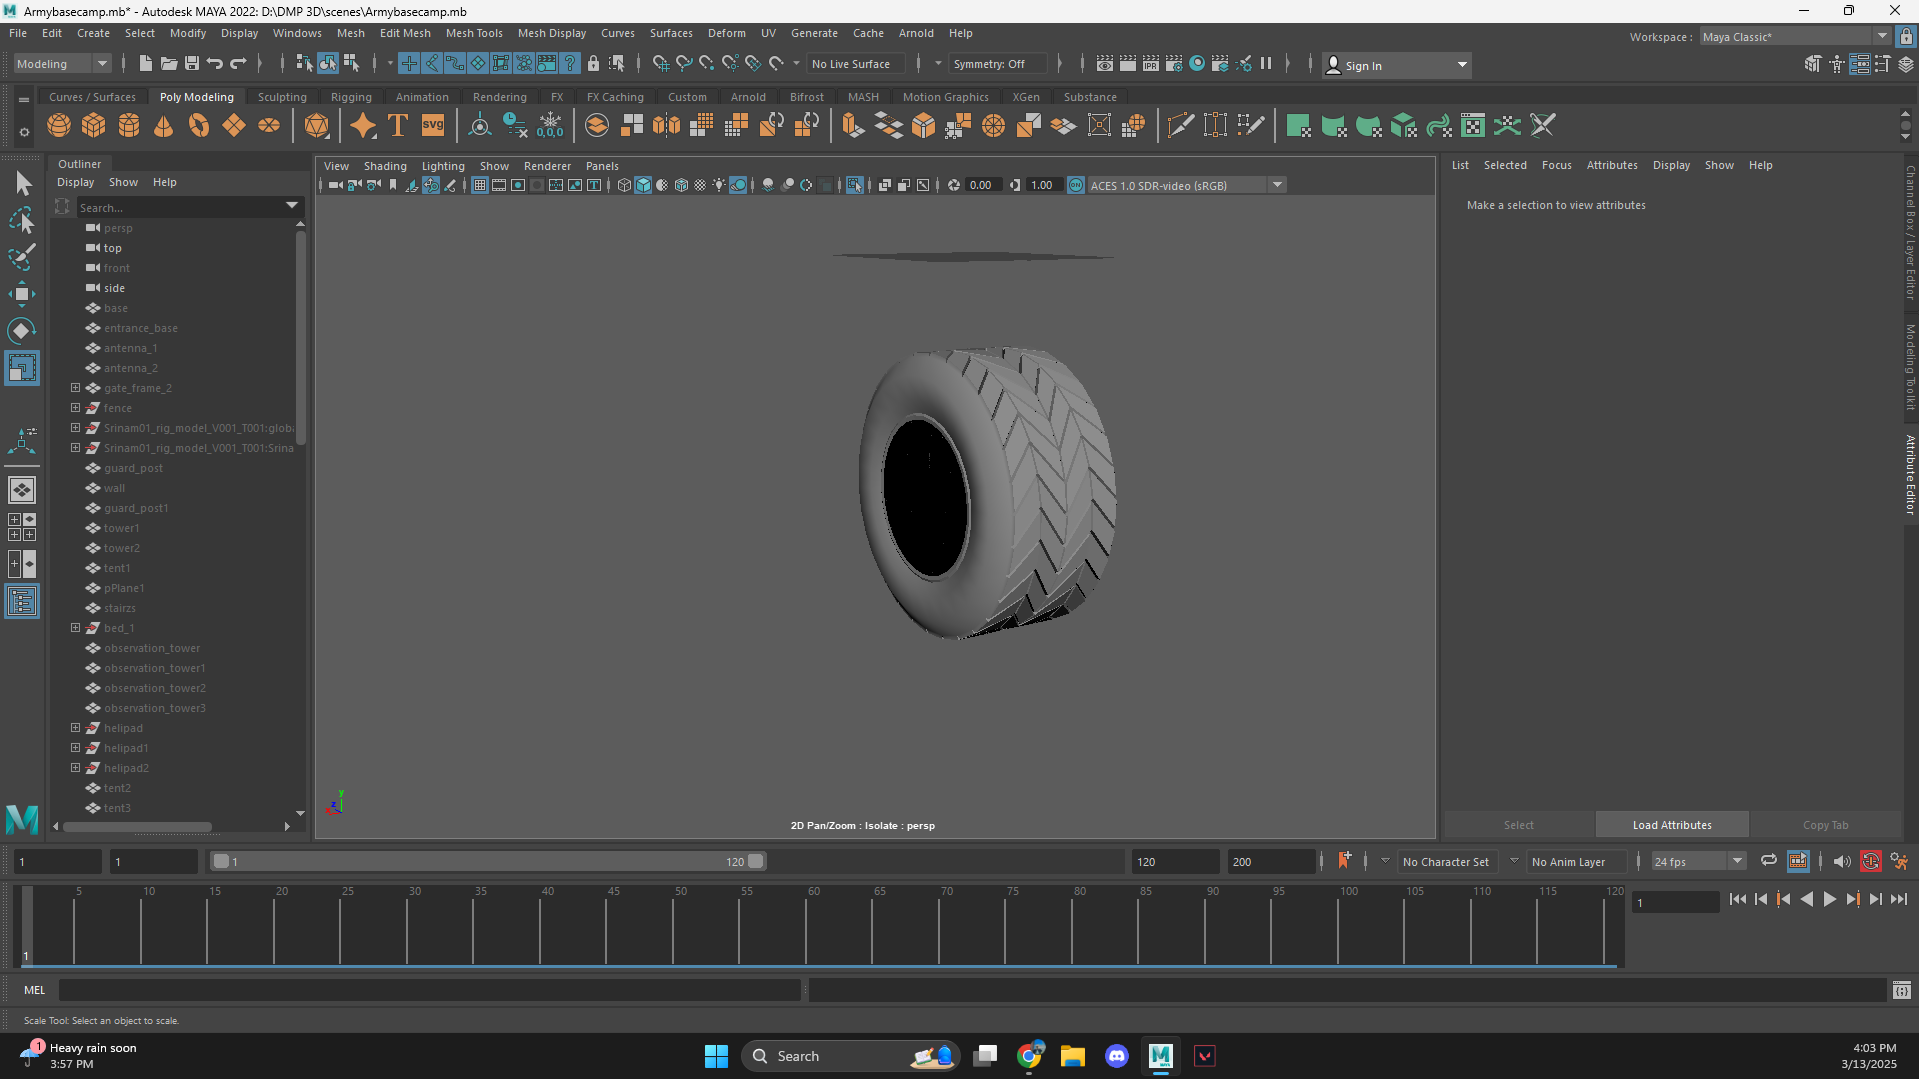 Armybasecamp.mb* - Autodesk MAYA 2022: D:\DMP 3D\scenes\Armybasecamp.mb
File Edit Create Select Modify Display Windows Mesh Edit Mesh Mesh Tools Mesh Display Curves Surfaces Deform UV Generate Cache Arnold Help
Workspace : Maya Classic*
Modeling
No Live Surface
Symmetry: Off
IPR
Sign In
Curves / Surfaces Poly Modeling Sculpting Rigging Animation Rendering FX FX Caching Custom Arnold Bifrost MASH Motion Graphics XGen Substance
T
SVG
0,0,0
Outliner
Display Show Help
Search...
persp
top
front
side
base
entrance_base
antenna_1
antenna_2
gate_frame_2
fence
Srinam01_rig_model_V001_T001:globa
Srinam01_rig_model_V001_T001:Srina
guard_post
wall
guard_post1
tower1
tower2
tent1
pPlane1
stairzs
bed_1
observation_tower
observation_tower1
observation_tower2
observation_tower3
helipad
helipad1
helipad2
tent2
tent3
View Shading Lighting Show Renderer Panels
0.00
1.00
ON
ACES 1.0 SDR-video (sRGB)
y
z
x
2D Pan/Zoom : Isolate : persp
List Selected Focus Attributes Display Show Help
Make a selection to view attributes
Select
Load Attributes
Copy Tab
Channel Box / Layer Editor
Modeling Toolkit
Attribute Editor
1
1
1
120
120
200
No Character Set
No Anim Layer
24 fps
5 10 15 20 25 30 35 40 45 50 55 60 65 70 75 80 85 90 95 100 105 110 115 120
1
1
MEL
Scale Tool: Select an object to scale.
1
Heavy rain soon
3:57 PM
Search
4:03 PM
3/13/2025